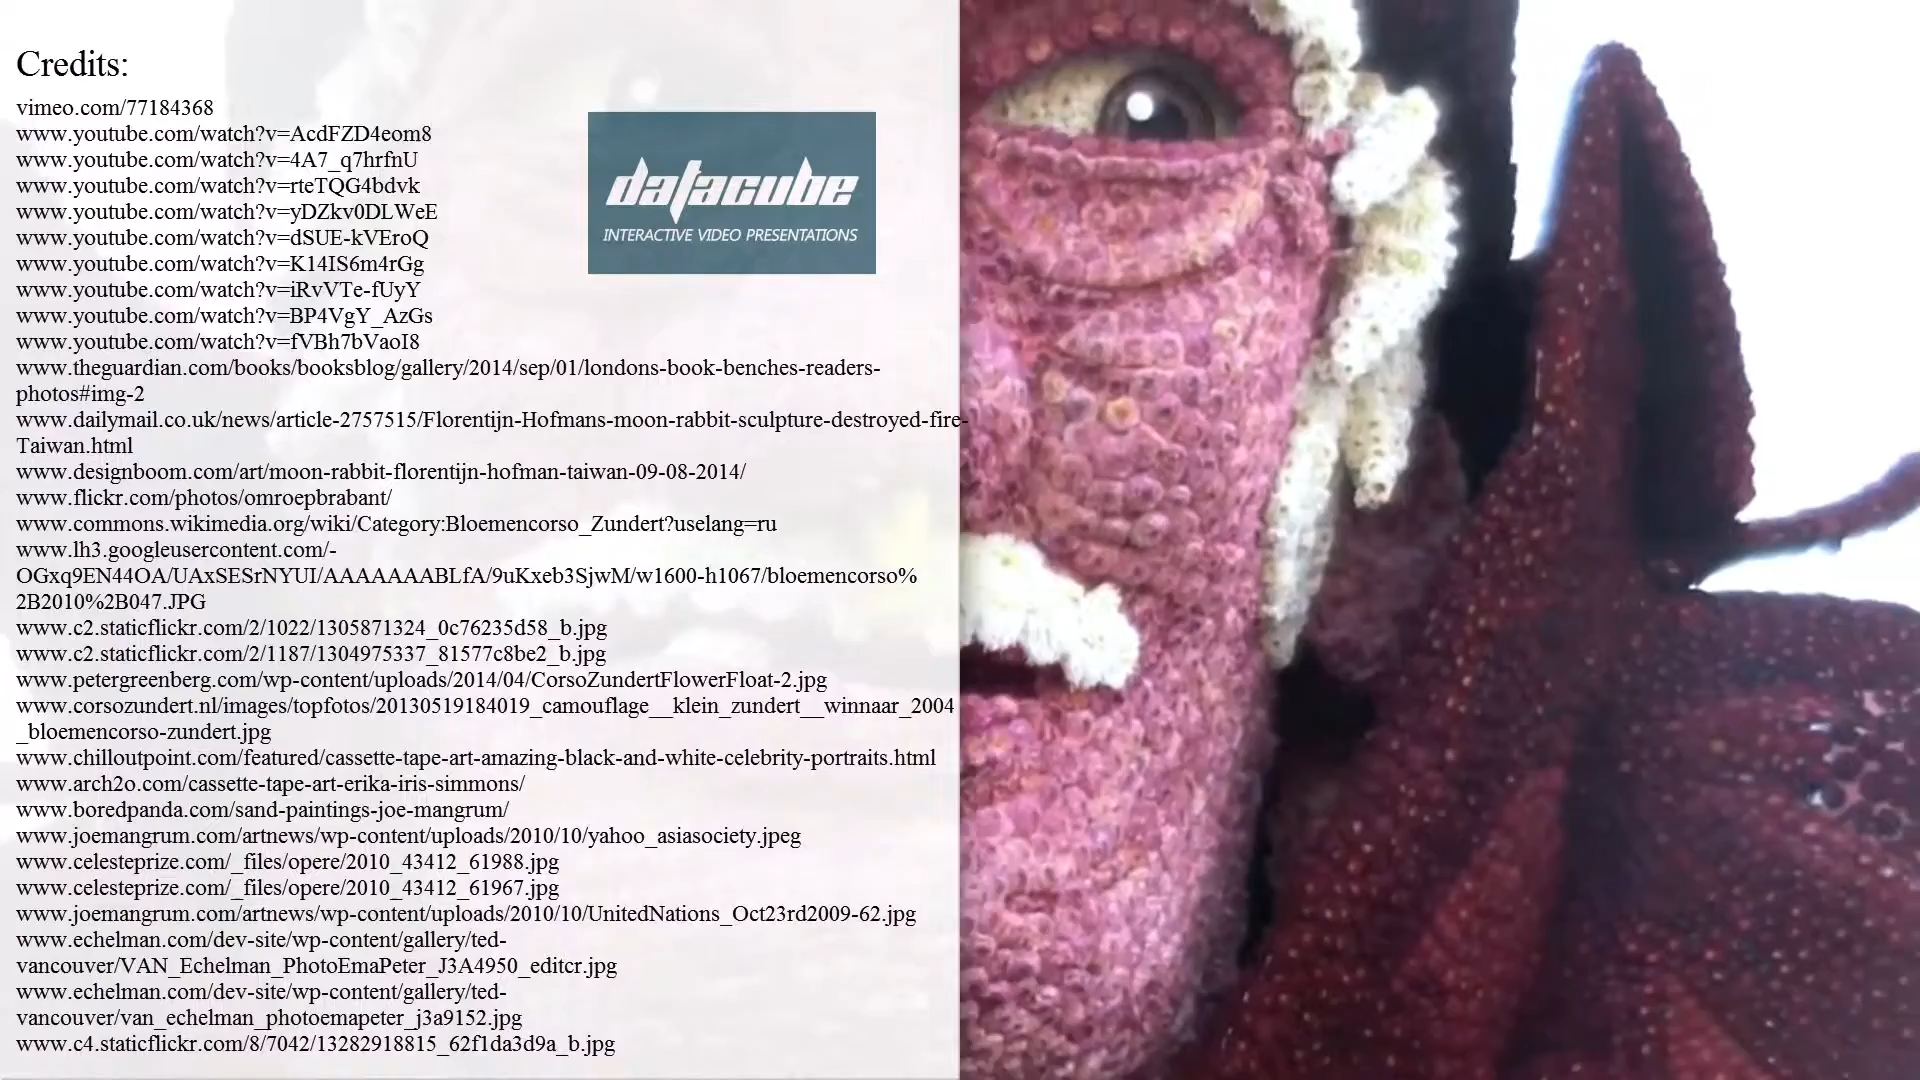 Credits:
vimeo.com/77184368
www.youtube.com/watch?v=AcdFZD4eom8
www.youtube.com/watch?v=4A7_q7hrfnU
www.youtube.com/watch?v=rteTQG4bdvk
www.youtube.com/watch?v=yDZkv0DLWeE
www.youtube.com/watch?v=dSUE-kVEroQ
www.youtube.com/watch?v=K14IS6m4rGg
www.youtube.com/watch?v=iRvVTe-fUyY
www.youtube.com/watch?v=BP4VgY_AzGs
www.youtube.com/watch?v=fVBh7bVaoI8
www.theguardian.com/books/booksblog/gallery/2014/sep/01/londons-book-benches-readers-
photos#img-2
www.dailymail.co.uk/news/article-2757515/Florentijn-Hofmans-moon-rabbit-sculpture-destroyed-fire-
Taiwan.html
www.designboom.com/art/moon-rabbit-florentijn-hofman-taiwan-09-08-2014/
www.flickr.com/photos/omroepbrabant/
www.commons.wikimedia.org/wiki/Category:Bloemencorso_Zundert?uselang=ru
www.lh3.googleusercontent.com/-
OGxq9EN44OA/UAxSESrNYUI/AAAAAAABLfA/9uKxeb3SjwM/w1600-h1067/bloemencorso%
2B2010%2B047.JPG
www.c2.staticflickr.com/2/1022/1305871324_0c76235d58_b.jpg
www.c2.staticflickr.com/2/1187/1304975337_81577c8be2_b.jpg
www.petergreenberg.com/wp-content/uploads/2014/04/CorsoZundertFlowerFloat-2.jpg
www.corsozundert.nl/images/topfotos/20130519184019_camouflage__klein_zundert__winnaar_2004
_bloemencorso-zundert.jpg
www.chilloutpoint.com/featured/cassette-tape-art-amazing-black-and-white-celebrity-portraits.html
www.arch2o.com/cassette-tape-art-erika-iris-simmons/
www.boredpanda.com/sand-paintings-joe-mangrum/
www.joemangrum.com/artnews/wp-content/uploads/2010/10/yahoo_asiasociety.jpeg
www.celesteprize.com/_files/opere/2010_43412_61988.jpg
www.celesteprize.com/_files/opere/2010_43412_61967.jpg
www.joemangrum.com/artnews/wp-content/uploads/2010/10/UnitedNations_Oct23rd2009-62.jpg
www.echelman.com/dev-site/wp-content/gallery/ted-
vancouver/VAN_Echelman_PhotoEmaPeter_J3A4950_editcr.jpg
www.echelman.com/dev-site/wp-content/gallery/ted-
vancouver/van_echelman_photoemapeter_j3a9152.jpg
www.c4.staticflickr.com/8/7042/13282918815_62f1da3d9a_b.jpg
datacube
INTERACTIVE VIDEO PRESENTATIONS